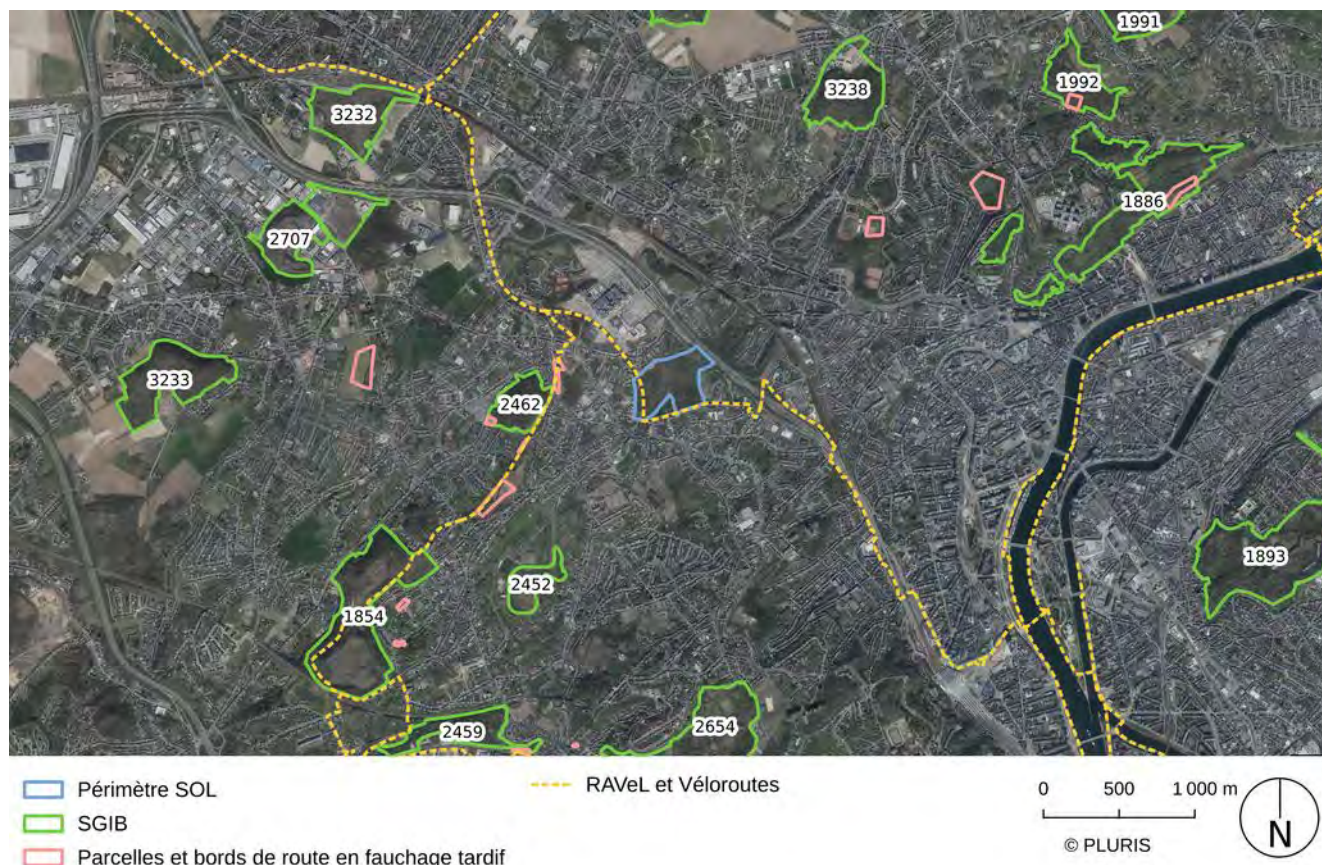 1991
1992
3238
3232
1886
2707
3233
2462
1893
2452
1854
2459
2654
Périmètre SOL
RAVeL et Véloroutes
0 500 1 000 m
SGIB
© PLURIS
N
Parcelles et bords de route en fauchage tardif